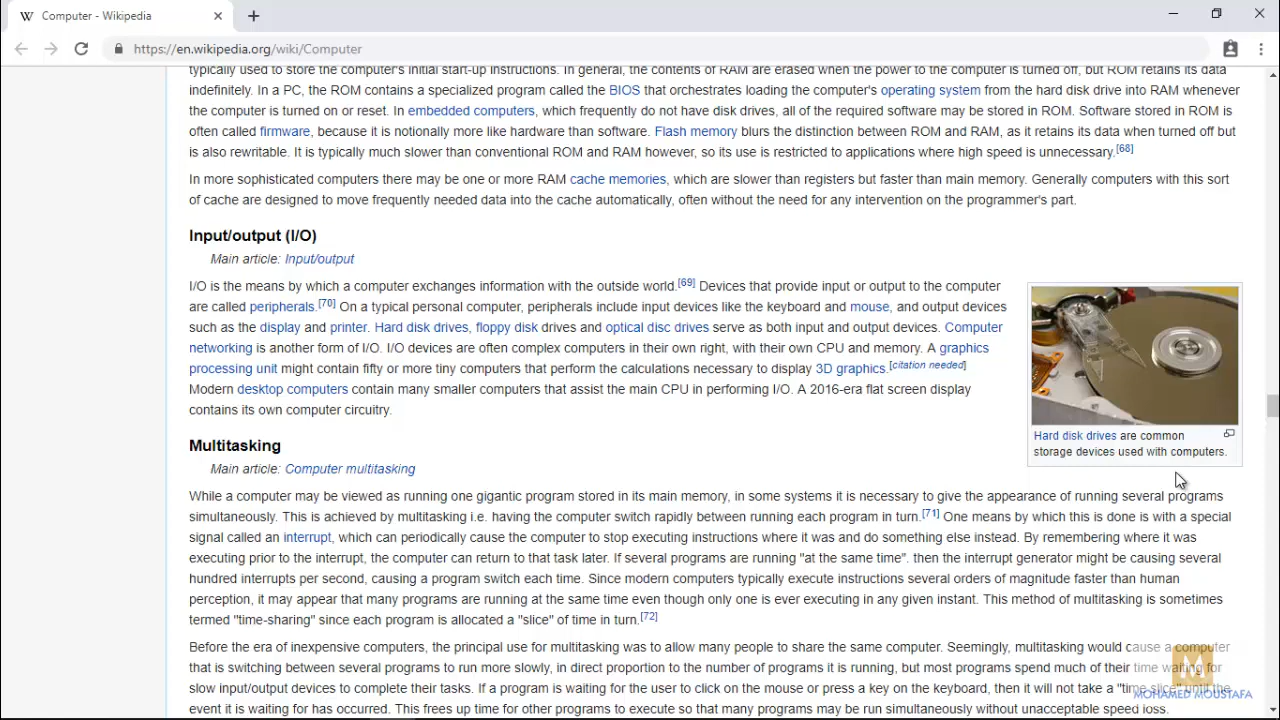 Computer - Wikipedia
https://en.wikipedia.org/wiki/Computer
typically used to store the computer's initial start-up instructions. In general, the contents of RAM are erased when the power to the computer is turned off, but ROM retains its data
indefinitely. In a PC, the ROM contains a specialized program called the BIOS that orchestrates loading the computer's operating system from the hard disk drive into RAM whenever
the computer is turned on or reset. In embedded computers, which frequently do not have disk drives, all of the required software may be stored in ROM. Software stored in ROM is
often called firmware, because it is notionally more like hardware than software. Flash memory blurs the distinction between ROM and RAM, as it retains its data when turned off but
is also rewritable. It is typically much slower than conventional ROM and RAM however, so its use is restricted to applications where high speed is unnecessary.[68]
In more sophisticated computers there may be one or more RAM cache memories, which are slower than registers but faster than main memory. Generally computers with this sort
of cache are designed to move frequently needed data into the cache automatically, often without the need for any intervention on the programmer's part.
Input/output (I/O)
Main article: Input/output
I/O is the means by which a computer exchanges information with the outside world.[69] Devices that provide input or output to the computer
are called peripherals.[70] On a typical personal computer, peripherals include input devices like the keyboard and mouse, and output devices
such as the display and printer. Hard disk drives, floppy disk drives and optical disc drives serve as both input and output devices. Computer
networking is another form of I/O. I/O devices are often complex computers in their own right, with their own CPU and memory. A graphics
processing unit might contain fifty or more tiny computers that perform the calculations necessary to display 3D graphics.[citation needed]
Modern desktop computers contain many smaller computers that assist the main CPU in performing I/O. A 2016-era flat screen display
contains its own computer circuitry.
Hard disk drives are common
storage devices used with computers.
Multitasking
Main article: Computer multitasking
While a computer may be viewed as running one gigantic program stored in its main memory, in some systems it is necessary to give the appearance of running several programs
simultaneously. This is achieved by multitasking i.e. having the computer switch rapidly between running each program in turn.[71] One means by which this is done is with a special
signal called an interrupt, which can periodically cause the computer to stop executing instructions where it was and do something else instead. By remembering where it was
executing prior to the interrupt, the computer can return to that task later. If several programs are running "at the same time". then the interrupt generator might be causing several
hundred interrupts per second, causing a program switch each time. Since modern computers typically execute instructions several orders of magnitude faster than human
perception, it may appear that many programs are running at the same time even though only one is ever executing in any given instant. This method of multitasking is sometimes
termed "time-sharing" since each program is allocated a "slice" of time in turn.[72]
Before the era of inexpensive computers, the principal use for multitasking was to allow many people to share the same computer. Seemingly, multitasking would cause a computer
that is switching between several programs to run more slowly, in direct proportion to the number of programs it is running, but most programs spend much of their time waiting for
slow input/output devices to complete their tasks. If a program is waiting for the user to click on the mouse or press a key on the keyboard, then it will not take a "time slice" until the
event it is waiting for has occurred. This frees up time for other programs to execute so that many programs may be run simultaneously without unacceptable speed loss.
MOHAMED MOUSTAFA